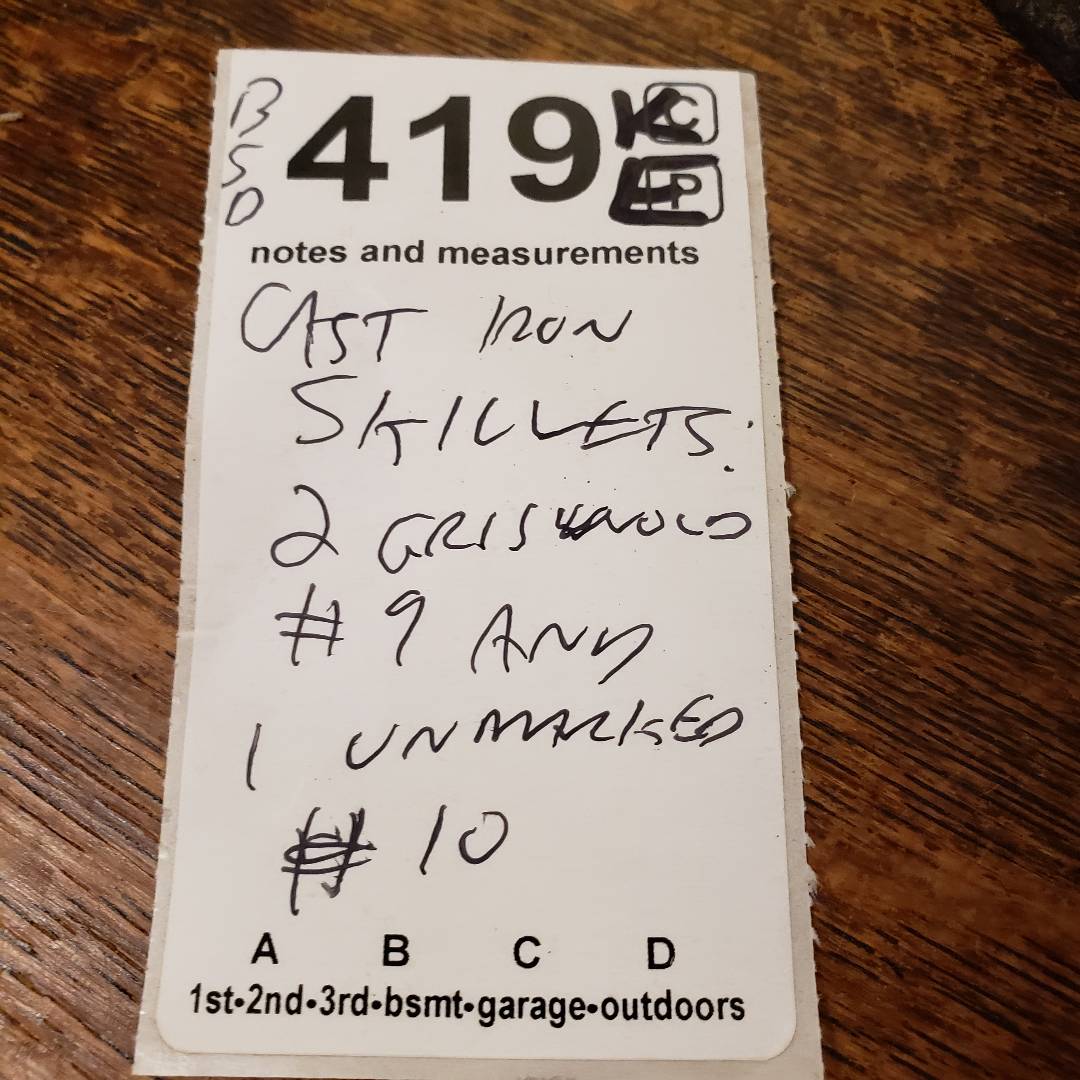 B
S
D
419
C
P
notes and measurements
CAST IRON
SKILLETS.
2 GRISWOLD
# 9 AND
1 UNMARKED
# 10
A B C D
1st•2nd•3rd•bsmt•garage•outdoors